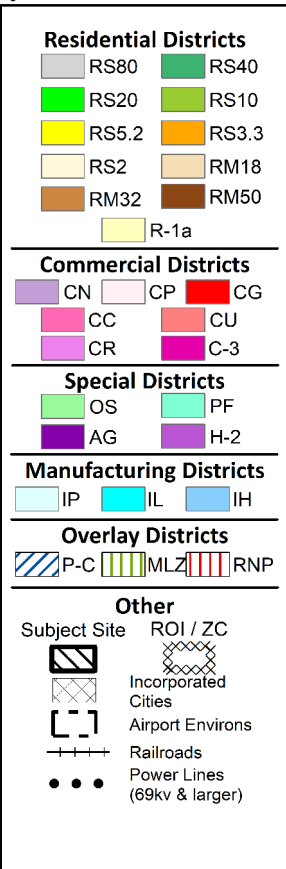 Residential Districts
RS80 RS40
RS20 RS10
RS5.2 RS3.3
RS2 RM18
RM32 RM50
R-1a
Commercial Districts
CN CP CG
CC CU
CR C-3
Special Districts
OS PF
AG H-2
Manufacturing Districts
IP IL IH
Overlay Districts
P-C MLZ RNP
Other
Subject Site ROI / ZC
Incorporated
Cities
Airport Environs
Railroads
Power Lines
(69kv & larger)